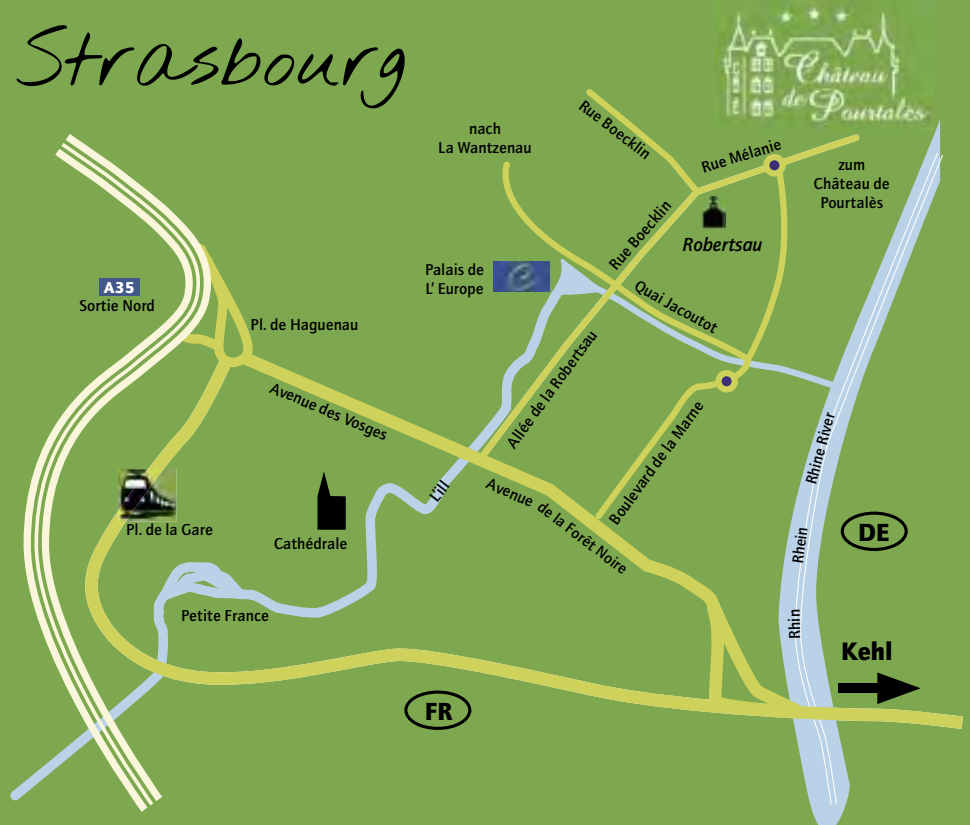 Strasbourg
Château
de Pourtalès
nach
La Wantzenau
Rue Boecklin
Rue Mélanie
zum
Château de
Pourtalès
Rue Boecklin
Robertsau
Palais de
L' Europe
e
Quai Jacoutot
A35
Sortie Nord
Pl. de Haguenau
Allée de la Robertsau
Avenue des Vosges
Boulevard de la Marne
Rhine River
L'ill
Avenue de la Forêt Noire
Pl. de la Gare
Cathédrale
DE
Rhein
Petite France
Rhin
Kehl
FR